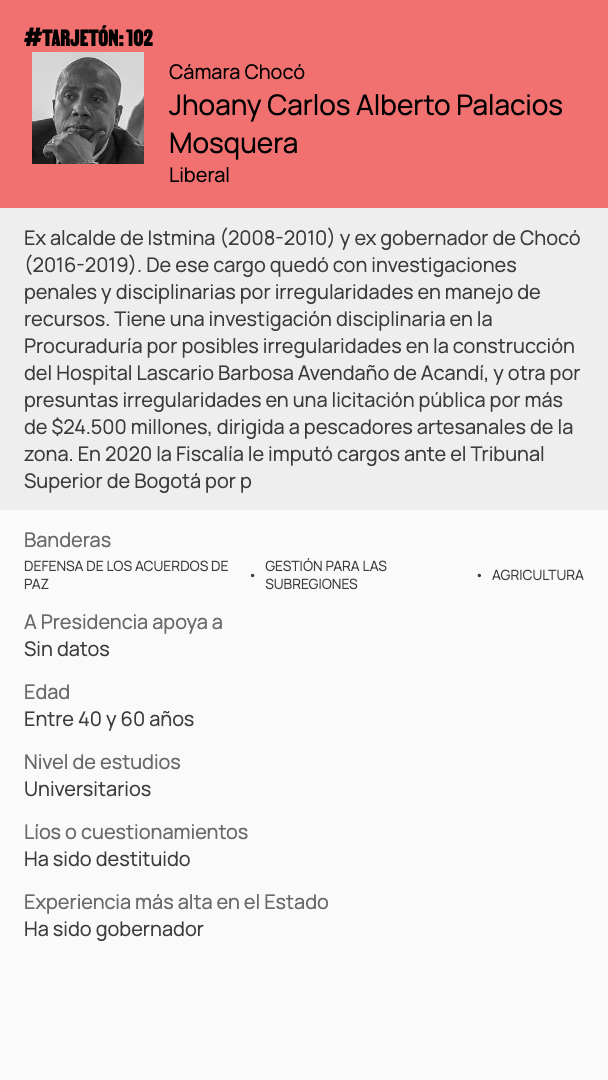 #TARJETÓN: 102
Cámara Chocó
Jhoany Carlos Alberto Palacios
Mosquera
Liberal
Ex alcalde de Istmina (2008-2010) y ex gobernador de Chocó
(2016-2019). De ese cargo quedó con investigaciones
penales y disciplinarias por irregularidades en manejo de
recursos. Tiene una investigación disciplinaria en la
Procuraduría por posibles irregularidades en la construcción
del Hospital Lascario Barbosa Avendaño de Acandí, y otra por
presuntas irregularidades en una licitación pública por más
de $24.500 millones, dirigida a pescadores artesanales de la
zona. En 2020 la Fiscalía le imputó cargos ante el Tribunal
Superior de Bogotá por p
Banderas
DEFENSA DE LOS ACUERDOS DE
PAZ
• GESTIÓN PARA LAS
SUBREGIONES
• AGRICULTURA
A Presidencia apoya a
Sin datos
Edad
Entre 40 y 60 años
Nivel de estudios
Universitarios
Líos o cuestionamientos
Ha sido destituido
Experiencia más alta en el Estado
Ha sido gobernador